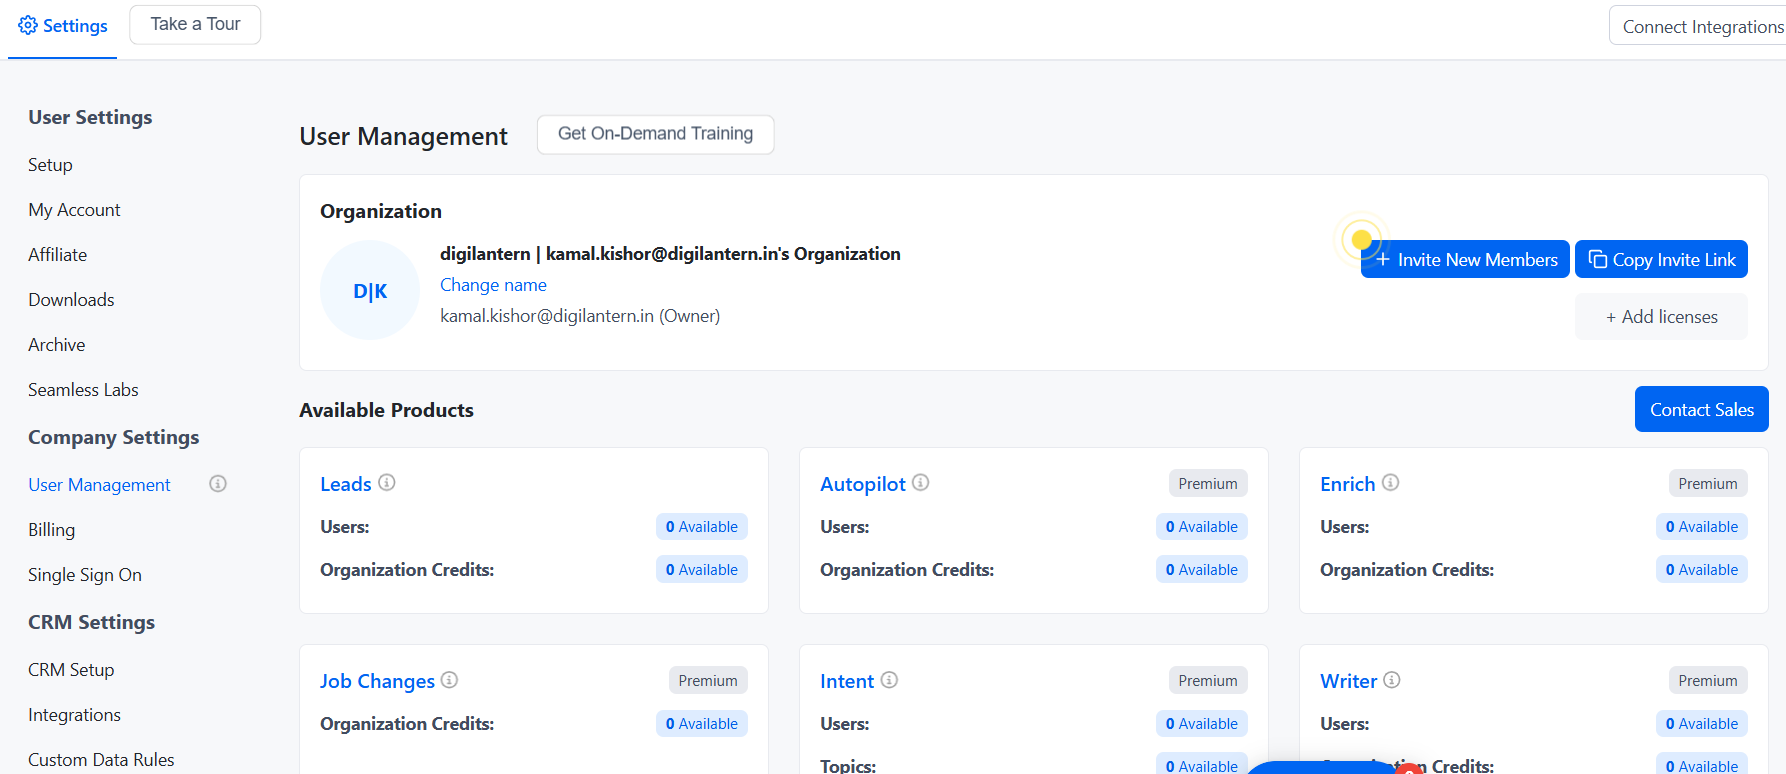 Settings
Take a Tour
Connect Integrations
User Settings
Setup
My Account
Affiliate
Downloads
Archive
Seamless Labs
Company Settings
User Management
Billing
Single Sign On
CRM Settings
CRM Setup
Integrations
Custom Data Rules
User Management
Get On-Demand Training
Organization
D|K
digilantern | kamal.kishor@digilantern.in's Organization
Change name
kamal.kishor@digilantern.in (Owner)
+ Invite New Members
Copy Invite Link
+ Add licenses
Available Products
Contact Sales
Leads
Users: 0 Available
Organization Credits: 0 Available
Autopilot Premium
Users: 0 Available
Organization Credits: 0 Available
Enrich Premium
Users: 0 Available
Organization Credits: 0 Available
Job Changes Premium
Organization Credits: 0 Available
Intent Premium
Users: 0 Available
Topics: 0 Available
Writer Premium
Users: 0 Available
Credits: 0 Available